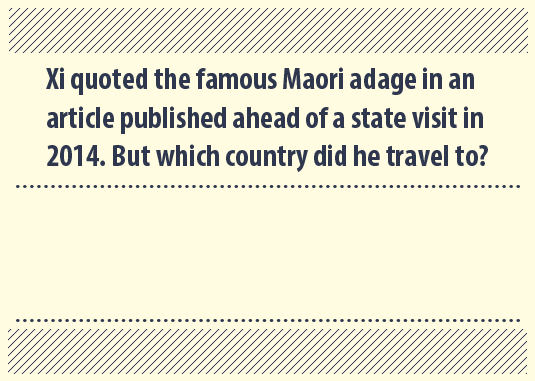 Xi quoted the famous Maori adage in an
article published ahead of a state visit in
2014. But which country did he travel to?